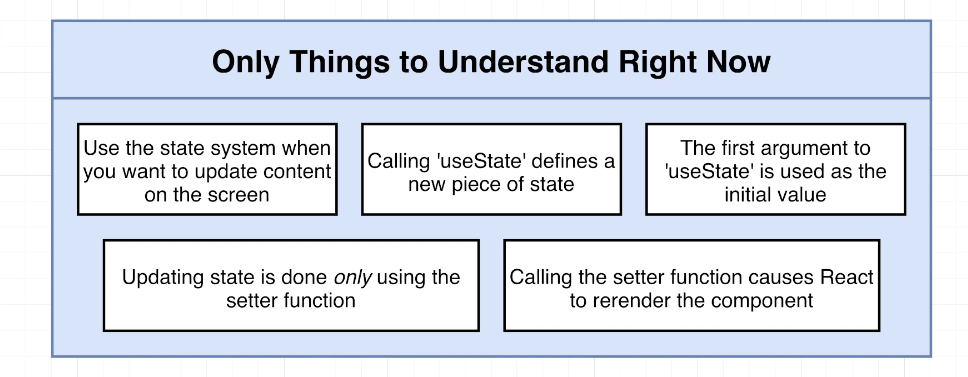 Only Things to Understand Right Now
Use the state system when
you want to update content
on the screen
Calling 'useState' defines a
new piece of state
The first argument to
'useState' is used as the
initial value
Updating state is done only using the
setter function
Calling the setter function causes React
to rerender the component